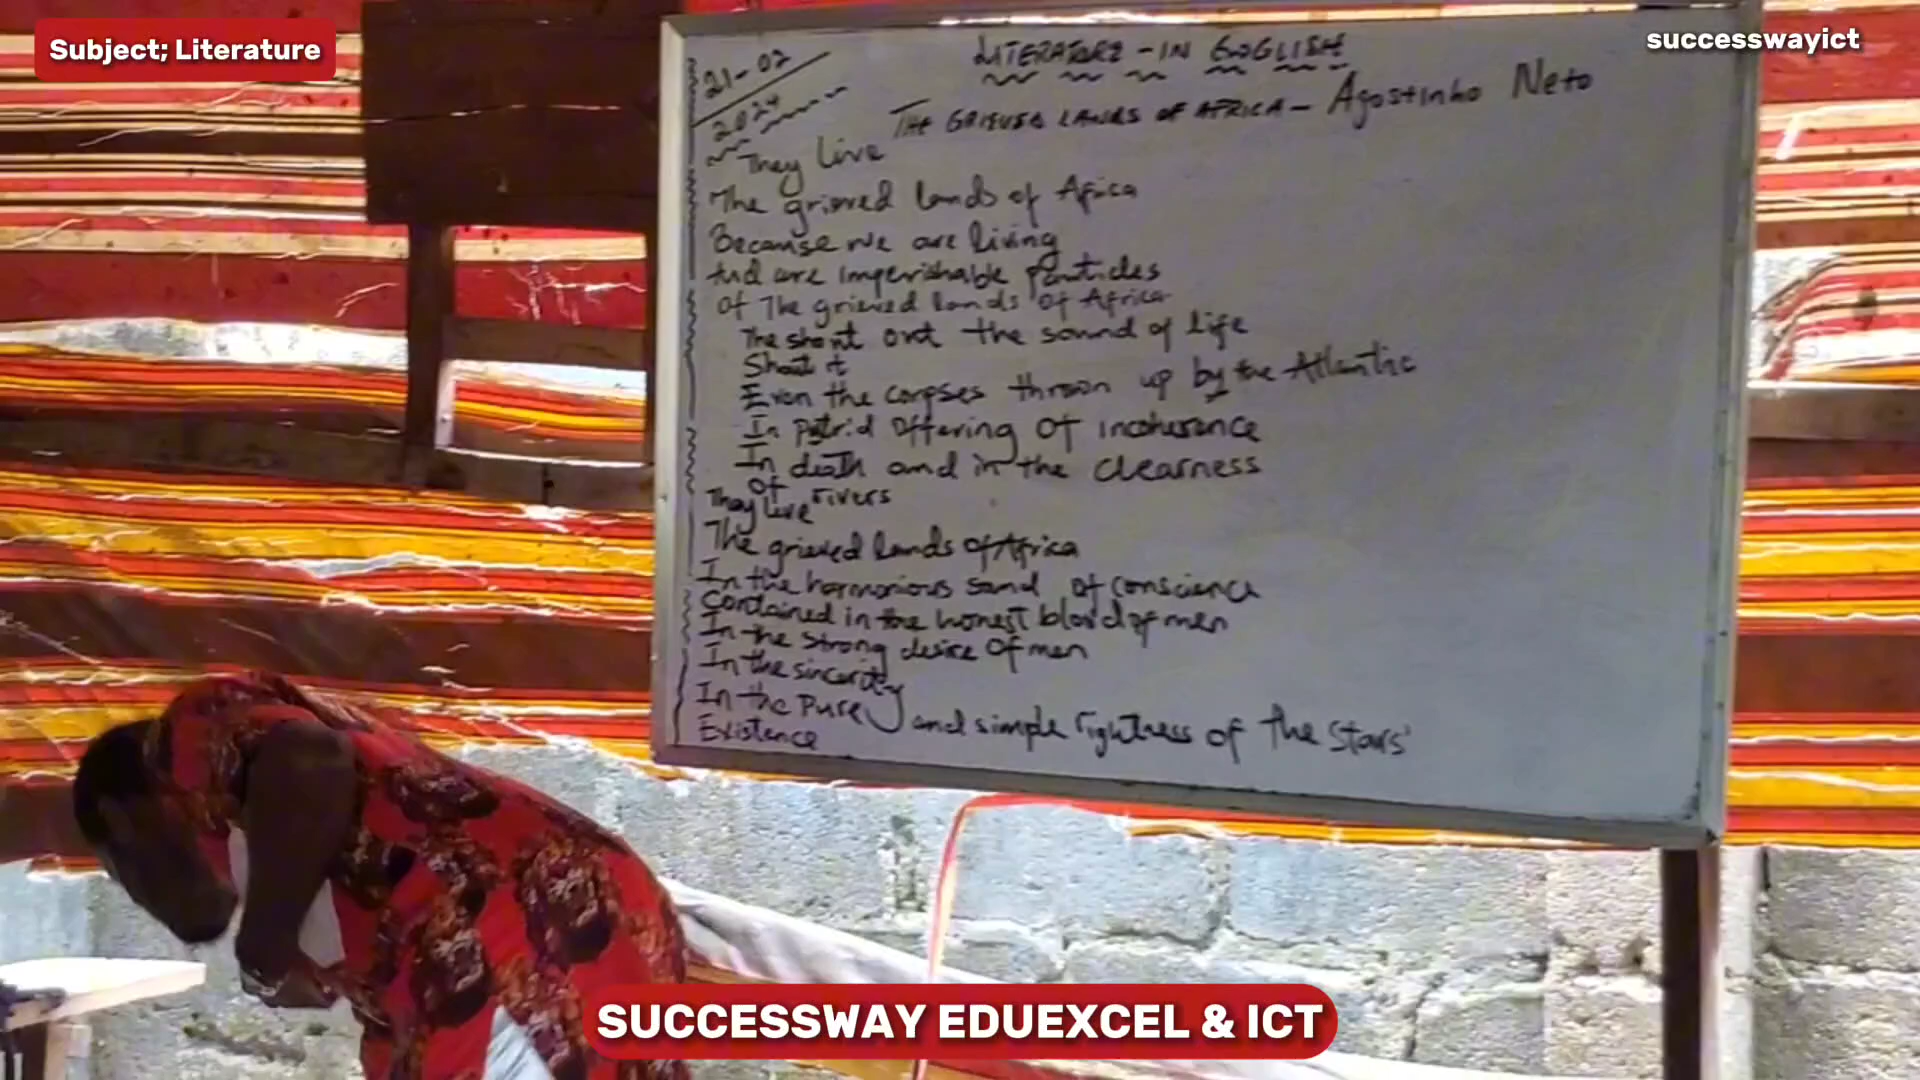 Subject; Literature
successwayict
21-02
2024
LITERATURE-IN ENGLISH
THE GRIEVED LANDS OF AFRICA- Agostinho Neto
They live
The grieved lands of Africa
Because we are living
And are imperishable particles
Of The grieved lands of Africa
The shout out the sound of life
Shout it
Even the corpses thrown up by the Atlantic
In putrid Offering Of incoherence
In death and in the clearness
Of rivers
They live
The grieved lands of Africa
In the harmonious sand of conscience
Contained in the honest blood of men
In the strong desire Of men
In the sincerity
In the Pure and simple rightness of the Stars'
Existence
SUCCESSWAY EDUEXCEL & ICT